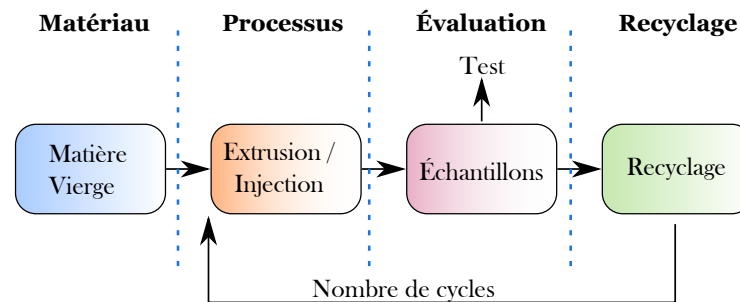 Matériau
Processus
Évaluation
Recyclage
Test
Matière
Vierge
Extrusion /
Injection
Échantillons
Recyclage
Nombre de cycles